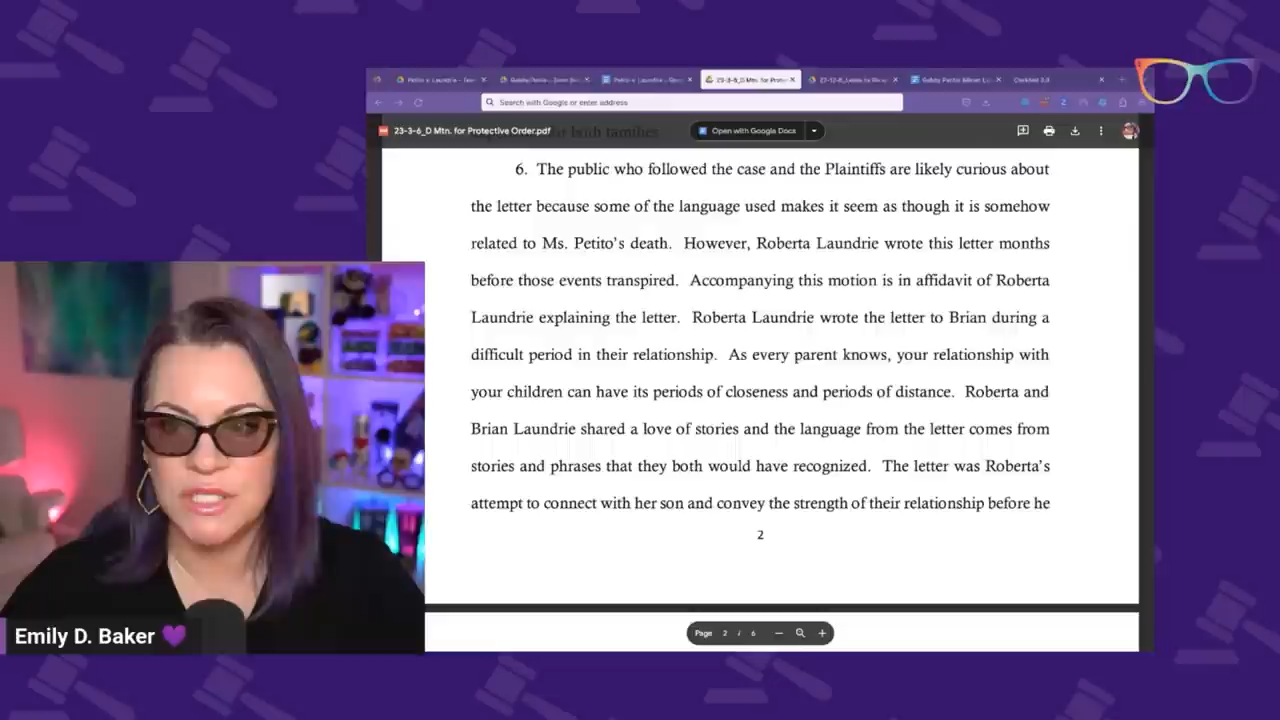 Search with Google or enter address
23-3-6_D Mtn. for Protective Order.pdf
Open with Google Docs
both families
6. The public who followed the case and the Plaintiffs are likely curious about
the letter because some of the language used makes it seem as though it is somehow
related to Ms. Petito's death. However, Roberta Laundrie wrote this letter months
before those events transpired. Accompanying this motion is in affidavit of Roberta
Laundrie explaining the letter. Roberta Laundrie wrote the letter to Brian during a
difficult period in their relationship. As every parent knows, your relationship with
your children can have its periods of closeness and periods of distance. Roberta and
Brian Laundrie shared a love of stories and the language from the letter comes from
stories and phrases that they both would have recognized. The letter was Roberta's
attempt to connect with her son and convey the strength of their relationship before he
2
Page 2 / 6
Emily D. Baker